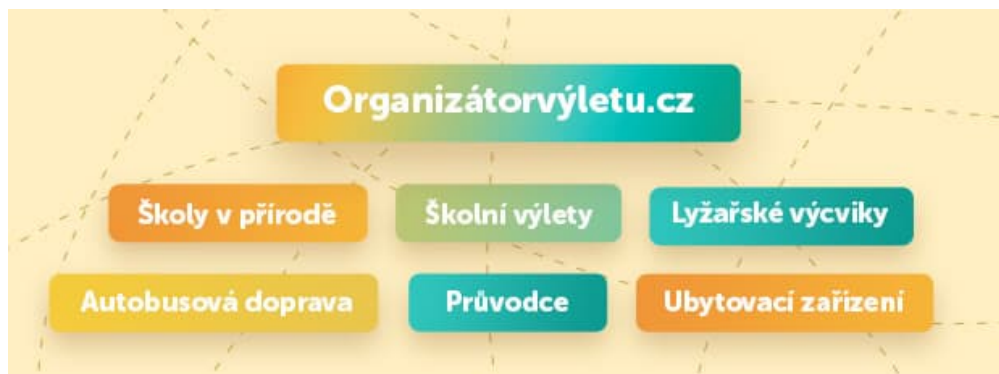 Organizátorvýletu.cz
Školy v přírodě
Školní výlety
Lyžařské výcviky
Autobusová doprava
Průvodce
Ubytovací zařízení